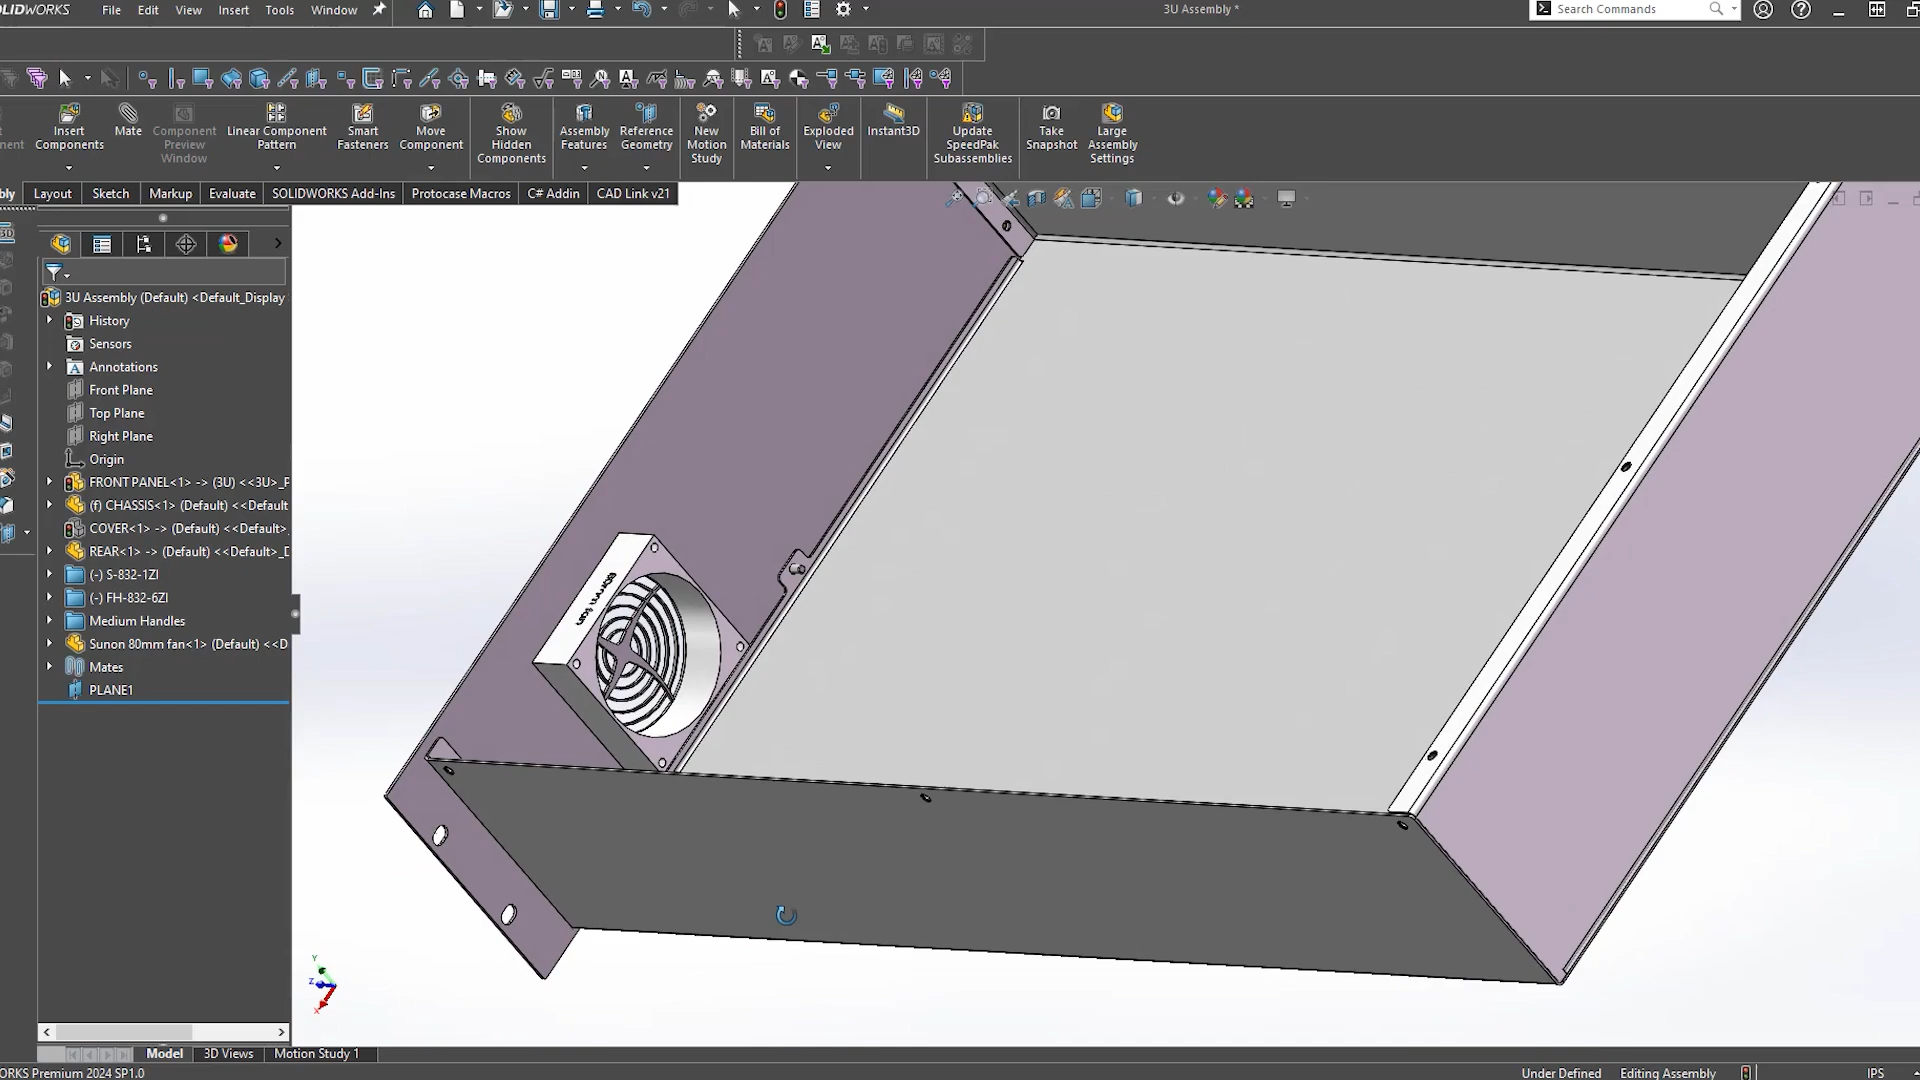 SOLIDWORKS File Edit View Insert Tools Window
3U Assembly *
Search Commands
Insert Components
Mate
Component Preview Window
Linear Component Pattern
Smart Fasteners
Move Component
Show Hidden Components
Assembly Features
Reference Geometry
New Motion Study
Bill of Materials
Exploded View
Instant3D
Update SpeedPak Subassemblies
Take Snapshot
Large Assembly Settings
bly Layout Sketch Markup Evaluate SOLIDWORKS Add-Ins Protocase Macros C# Addin CAD Link v21
3U Assembly (Default) <Default_Display
History
Sensors
Annotations
Front Plane
Top Plane
Right Plane
Origin
FRONT PANEL<1> -> (3U) <<3U>_F
(f) CHASSIS<1> (Default) <<Default
COVER<1> -> (Default) <<Default>_
REAR<1> -> (Default) <<Default>_D
(-) S-832-1ZI
(-) FH-832-6ZI
Medium Handles
Sunon 80mm fan<1> (Default) <<D
Mates
PLANE1
80mm fan
Y
Z
X
Model 3D Views Motion Study 1
ORKS Premium 2024 SP1.0
Under Defined Editing Assembly IPS